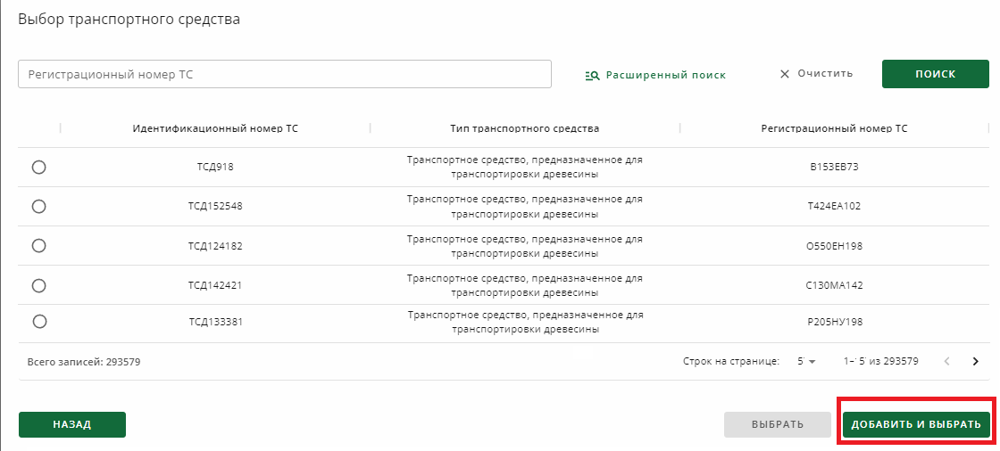 Выбор транспортного средства
Регистрационный номер ТС
Расширенный поиск
Очистить
ПОИСК
Идентификационный номер ТС
Тип транспортного средства
Регистрационный номер ТС
ТСД918
Транспортное средство, предназначенное для
транспортировки древесины
В153ЕВ73
ТСД152548
Транспортное средство, предназначенное для
транспортировки древесины
Т424ЕА102
ТСД124182
Транспортное средство, предназначенное для
транспортировки древесины
О550ЕН198
ТСД142421
Транспортное средство, предназначенное для
транспортировки древесины
С130МА142
ТСД133381
Транспортное средство, предназначенное для
транспортировки древесины
Р205НУ198
Всего записей: 293579
Строк на странице:
5
1–5 из 293579
НАЗАД
ВЫБРАТЬ
ДОБАВИТЬ И ВЫБРАТЬ